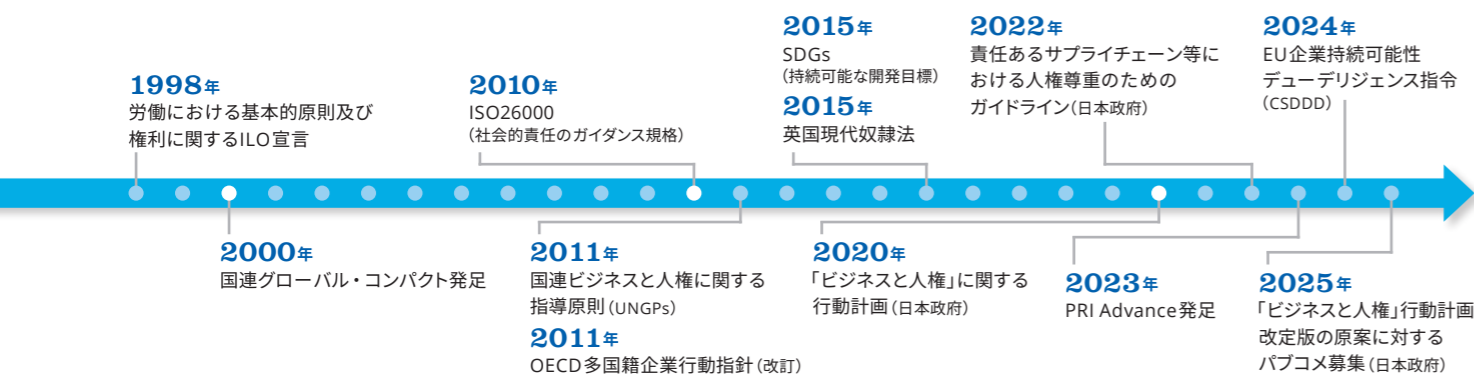 1998年
労働における基本的原則及び
権利に関するILO宣言
2000年
国連グローバル・コンパクト発足
2010年
ISO26000
(社会的責任のガイダンス規格)
2011年
国連ビジネスと人権に関する
指導原則(UNGPs)
2011年
OECD多国籍企業行動指針(改訂)
2015年
SDGs
(持続可能な開発目標)
2015年
英国現代奴隷法
2020年
「ビジネスと人権」に関する
行動計画(日本政府)
2022年
責任あるサプライチェーン等に
おける人権尊重のための
ガイドライン(日本政府)
2023年
PRI Advance発足
2024年
EU企業持続可能性
デューデリジェンス指令
(CSDDD)
2025年
「ビジネスと人権」行動計画
改定版の原案に対する
パブコメ募集(日本政府)